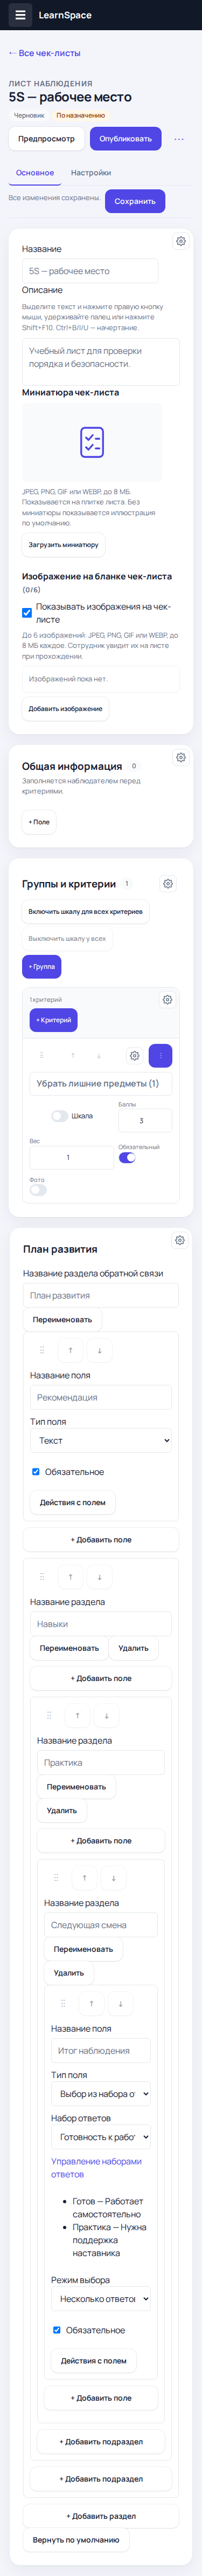 LearnSpace
← Все чек-листы
ЛИСТ НАБЛЮДЕНИЯ
5S — рабочее место
Черновик По назначению
Предпросмотр Опубликовать ⋯
Основное Настройки
Все изменения сохранены. Сохранить
Название
5S — рабочее место
Описание
Выделите текст и нажмите правую кнопку
мыши, удерживайте палец или нажмите
Shift+F10. Ctrl+B/I/U — начертание.
Учебный лист для проверки
порядка и безопасности.
Миниатюра чек-листа
JPEG, PNG, GIF или WEBP, до 8 МБ.
Показывается на плитке листа. Без
миниатюры показывается иллюстрация
по умолчанию.
Загрузить миниатюру
Изображение на бланке чек-листа
(0/6)
Показывать изображения на чек-
листе
До 6 изображений: JPEG, PNG, GIF или WEBP, до
8 МБ каждое. Сотрудник увидит их на листе
при прохождении.
Изображений пока нет.
Добавить изображение
Общая информация 0
Заполняется наблюдателем перед
критериями.
+ Поле
Группы и критерии 1
Включить шкалу для всех критериев
Выключить шкалу у всех
+ Группа
1 критерий
+ Критерий
↑ ↓
Убрать лишние предметы (1)
Шкала
Баллы
3
Вес
1
Обязательный
Фото
План развития
Название раздела обратной связи
План развития
Переименовать
↑ ↓
Название поля
Рекомендация
Тип поля
Текст
Обязательное
Действия с полем
+ Добавить поле
↑ ↓
Название раздела
Навыки
Переименовать Удалить
+ Добавить поле
↑ ↓
Название раздела
Практика
Переименовать
Удалить
+ Добавить поле
↑ ↓
Название раздела
Следующая смена
Переименовать
Удалить
↑ ↓
Название поля
Итог наблюдения
Тип поля
Выбор из набора от
Набор ответов
Готовность к работ
Управление наборами
ответов
• Готов — Работает
самостоятельно
• Практика — Нужна
поддержка
наставника
Режим выбора
Несколько ответов
Обязательное
Действия с полем
+ Добавить поле
+ Добавить подраздел
+ Добавить подраздел
+ Добавить раздел
Вернуть по умолчанию